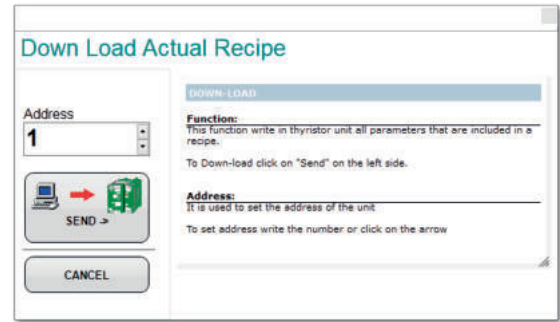 Down Load Actual Recipe
Address
1
SEND ->
CANCEL
DOWN-LOAD
Function:
This function write in thyristor unit all parameters that are included in a
recipe.
To Down-load click on "Send" on the left side.
Address:
It is used to set the address of the unit
To set address write the number or click on the arrow